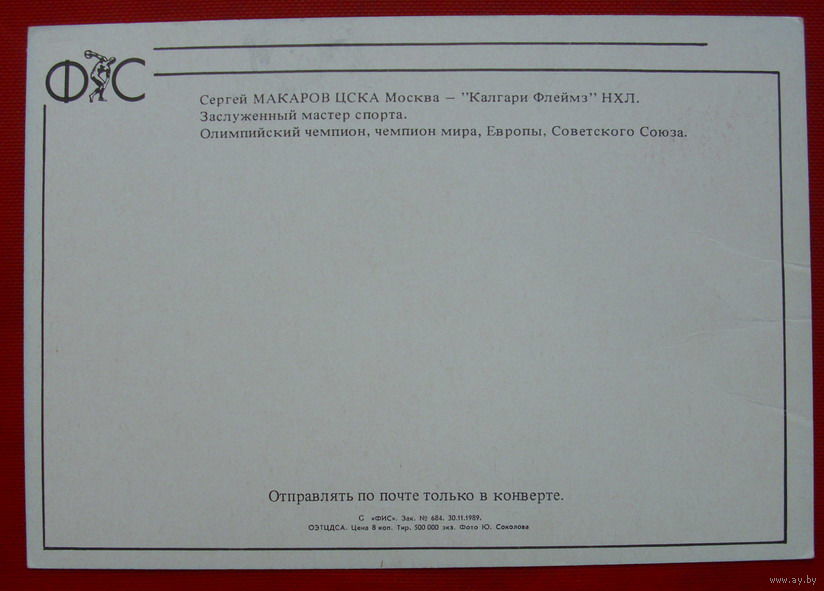 ФиС
Сергей МАКАРОВ ЦСКА Москва – "Калгари Флеймз" НХЛ.
Заслуженный мастер спорта.
Олимпийский чемпион, чемпион мира, Европы, Советского Союза.
Отправлять по почте только в конверте.
© «ФИС». Зак. № 684. 30.11.1989.
ОЭТЦДСА. Цена 8 коп. Тир. 500 000 экз. Фото Ю. Соколова
www.ay.by